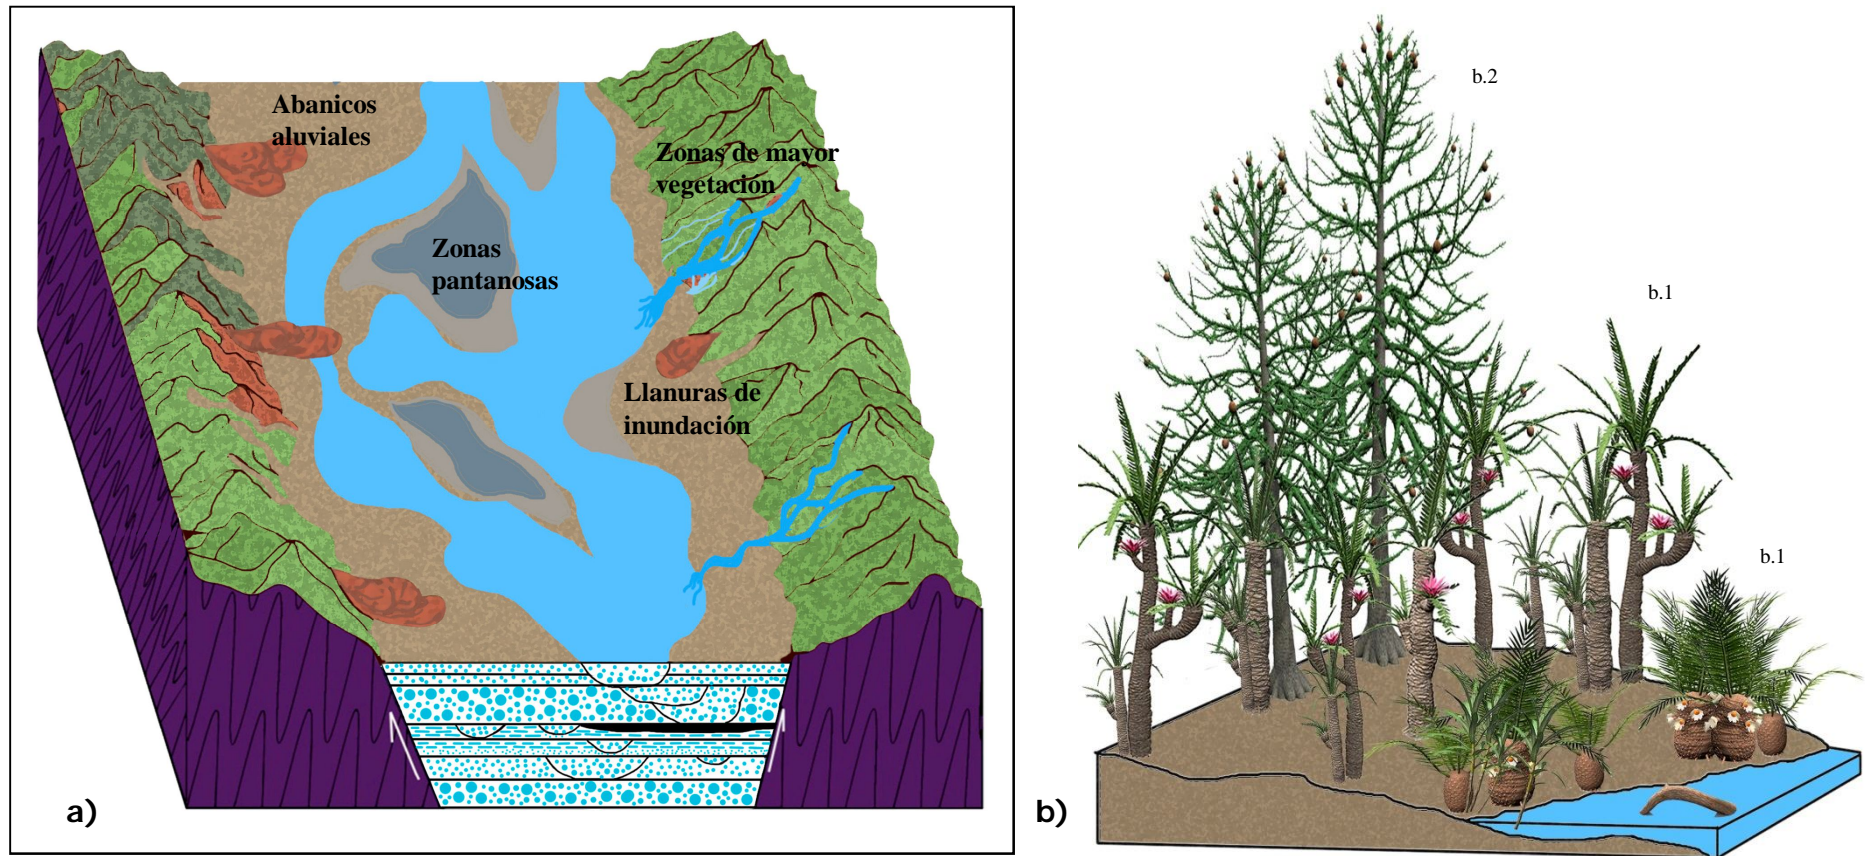 Abanicos
aluviales
Zonas de mayor
vegetación
Zonas
pantanosas
Llanuras de
inundación
a)
b.2
b.1
b.1
b)